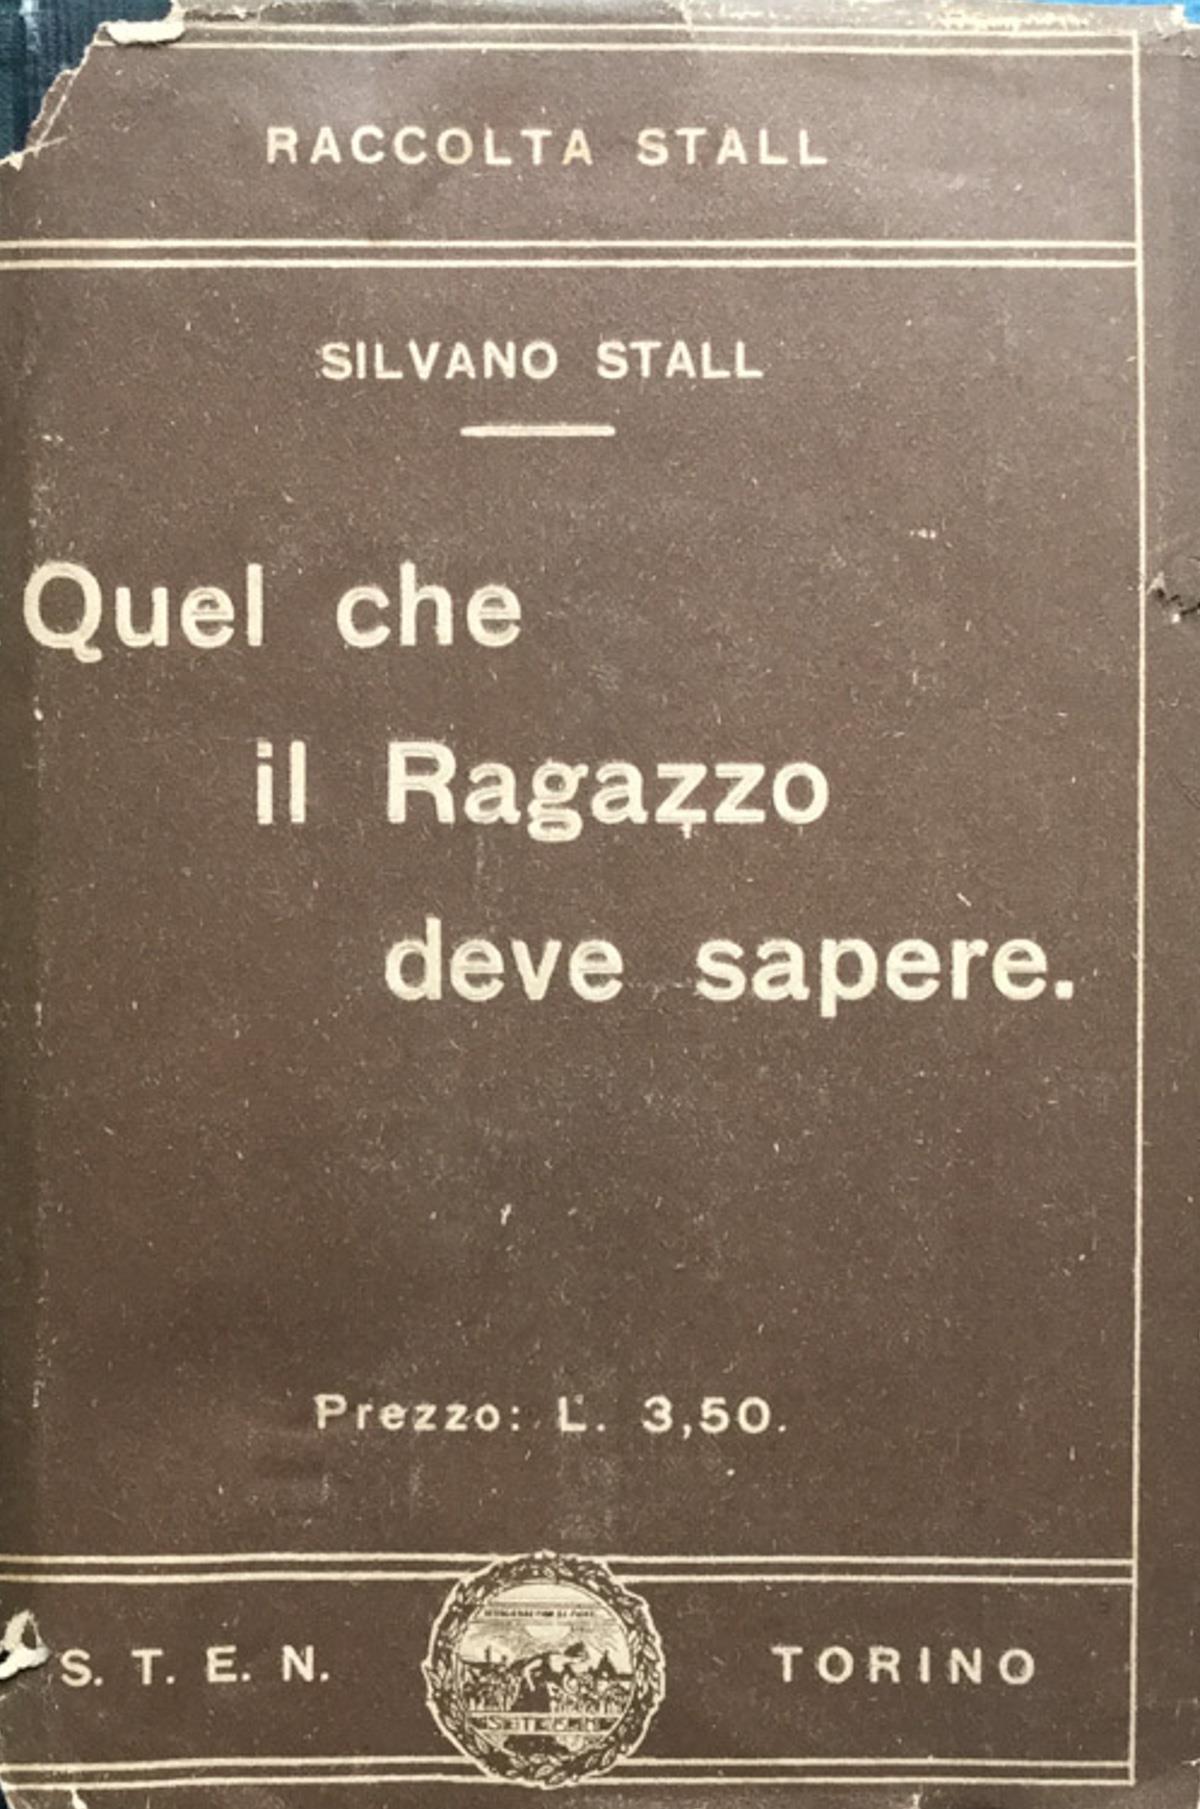 RACCOLTA STALL
SILVANO STALL
Quel che
il Ragazzo
deve sapere.
Prezzo: L. 3,50.
S. T. E. N.
TORINO
S.T.E.N